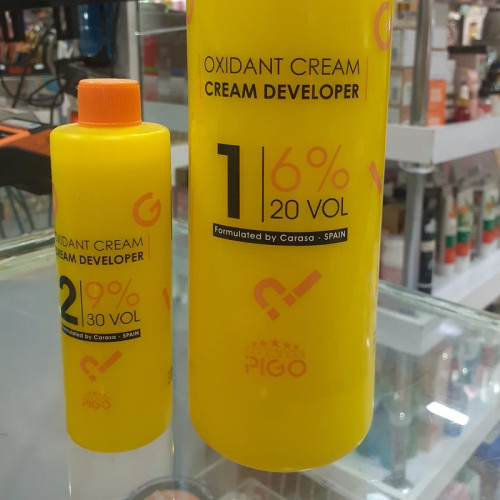 OXIDANT CREAM
CREAM DEVELOPER
1 6%
20 VOL
Formulated by Carasa - SPAIN
PIGO
OXIDANT CREAM
CREAM DEVELOPER
2 9%
30 VOL
Formulated by Carasa - SPAIN
PIGO
G